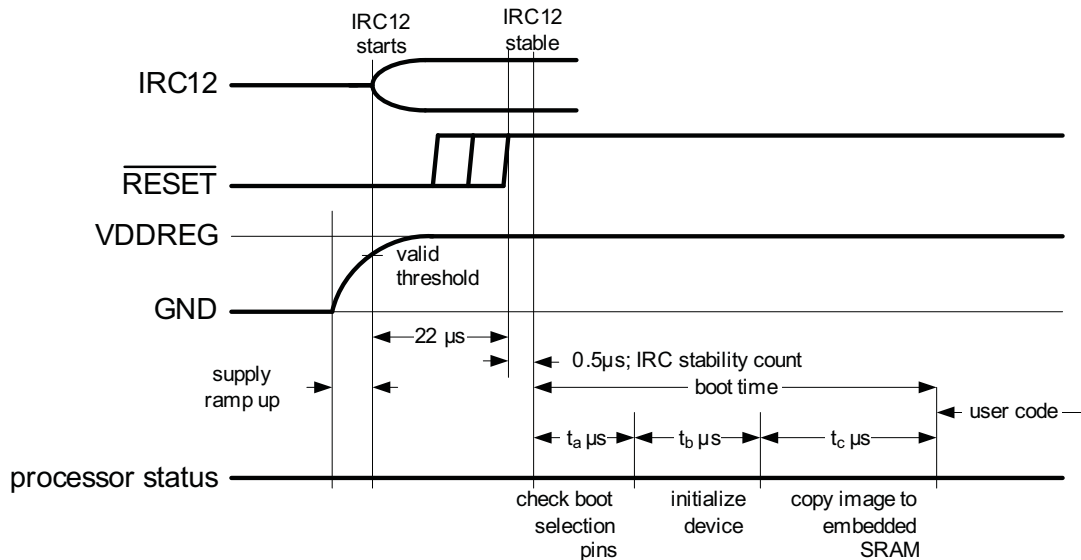 IRC12
starts
IRC12
stable
IRC12
RESET
VDDREG
valid
threshold
GND
22 µs
0.5µs; IRC stability count
supply
ramp up
boot time
user code
ta µs
tb µs
tc µs
processor status
check boot
selection
pins
initialize
device
copy image to
embedded
SRAM